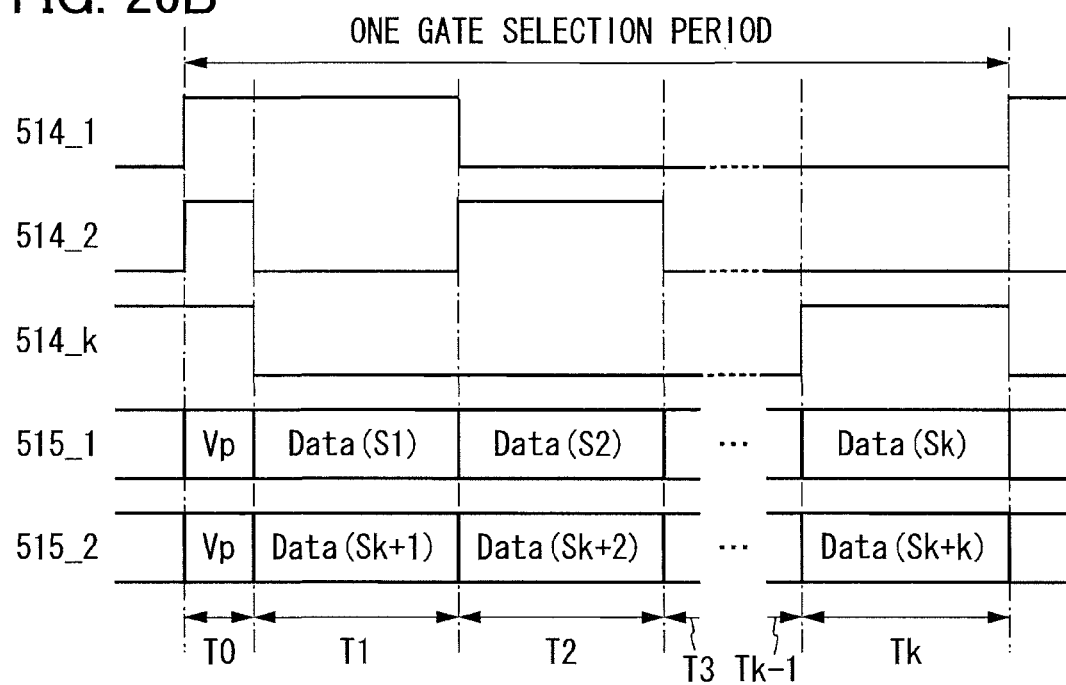 FIG. 26B
ONE GATE SELECTION PERIOD
514_1
514_2
514_k
515_1 Vp Data(S1) Data(S2) ... Data(Sk)
515_2 Vp Data(Sk+1) Data(Sk+2) ... Data(Sk+k)
T0 T1 T2 T3 Tk-1 Tk